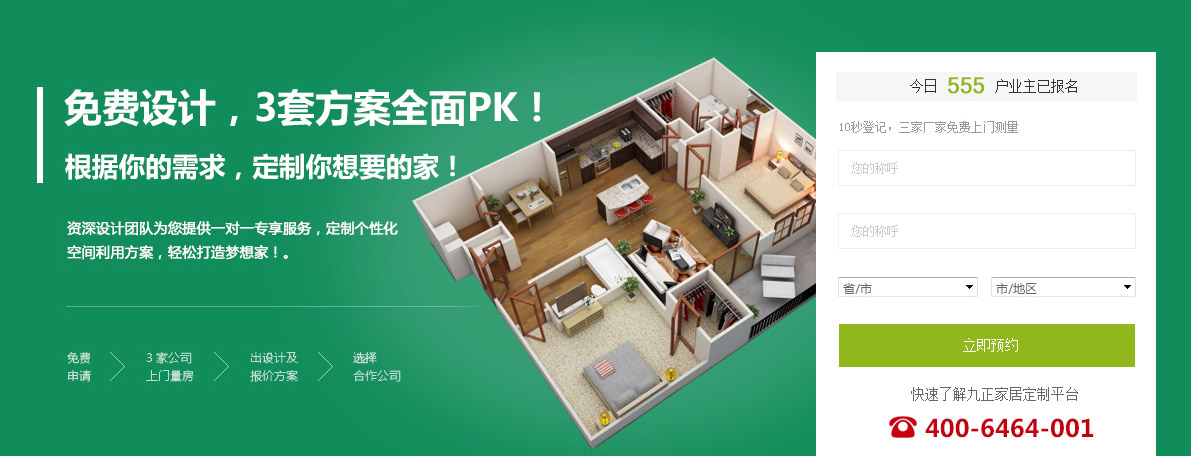 免费设计，3套方案全面PK！
根据你的需求，定制你想要的家！
资深设计团队为您提供一对一专享服务，定制个性化
空间利用方案，轻松打造梦想家！。
免费
申请
3 家公司
上门量房
出设计及
报价方案
选择
合作公司
今日 555 户业主已报名
10秒登记，三家厂家免费上门测量
您的称呼
您的称呼
省/市 市/地区
立即预约
快速了解九正家居定制平台
400-6464-001